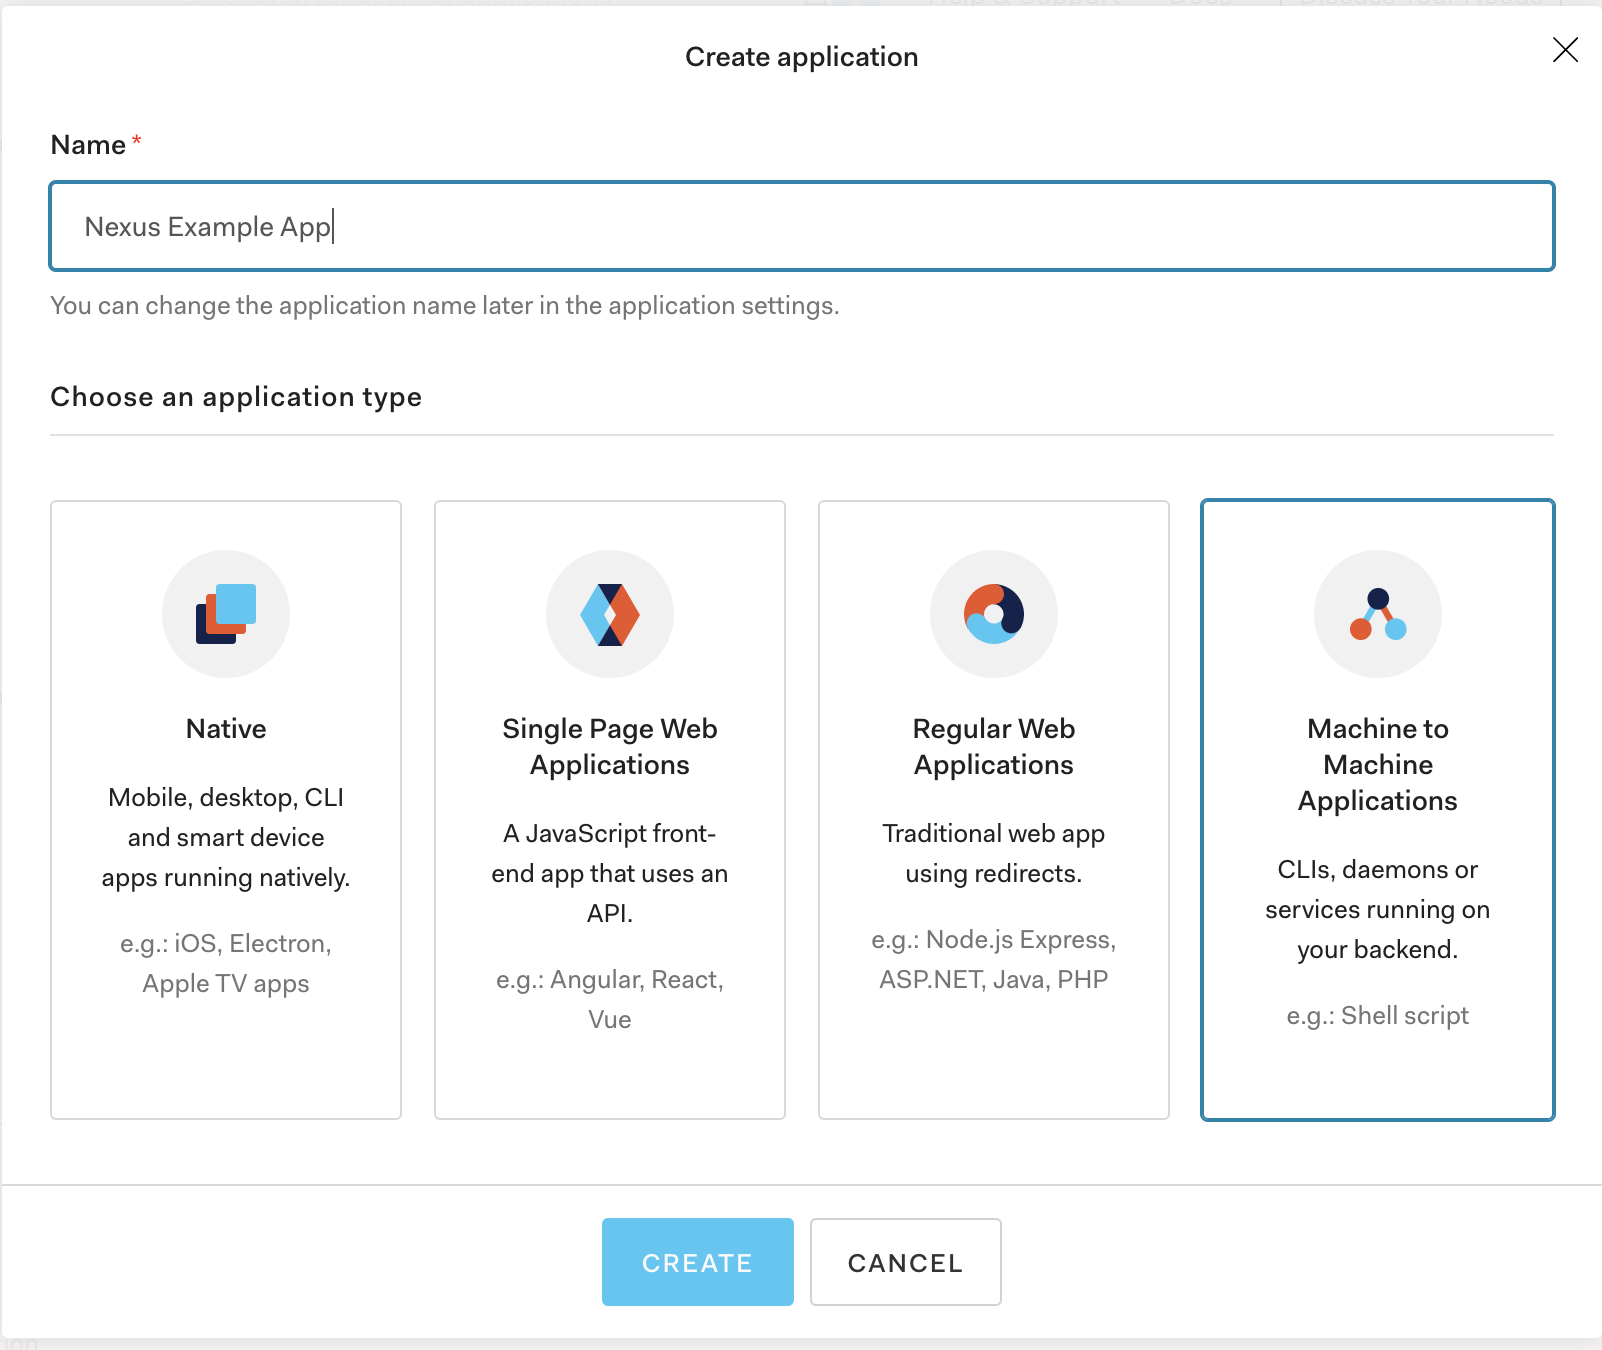 Create application
Name *
Nexus Example App
You can change the application name later in the application settings.
Choose an application type
Native
Mobile, desktop, CLI
and smart device
apps running natively.
e.g.: iOS, Electron,
Apple TV apps
Single Page Web
Applications
A JavaScript front-
end app that uses an
API.
e.g.: Angular, React,
Vue
Regular Web
Applications
Traditional web app
using redirects.
e.g.: Node.js Express,
ASP.NET, Java, PHP
Machine to
Machine
Applications
CLIs, daemons or
services running on
your backend.
e.g.: Shell script
CREATE
CANCEL